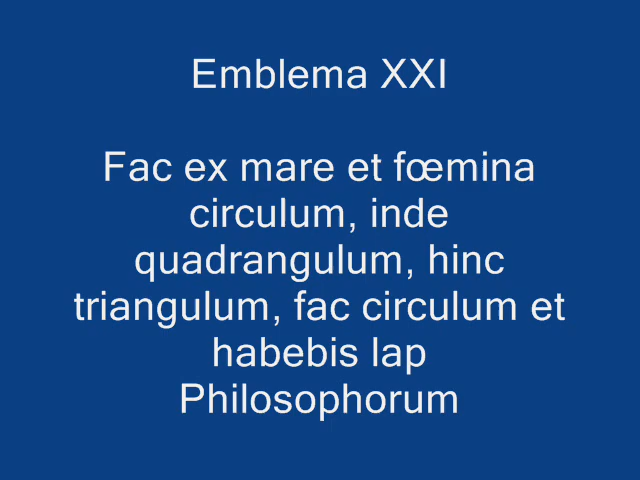 Emblema XXI
Fac ex mare et fœmina
circulum, inde
quadrangulum, hinc
triangulum, fac circulum et
habebis lap
Philosophorum